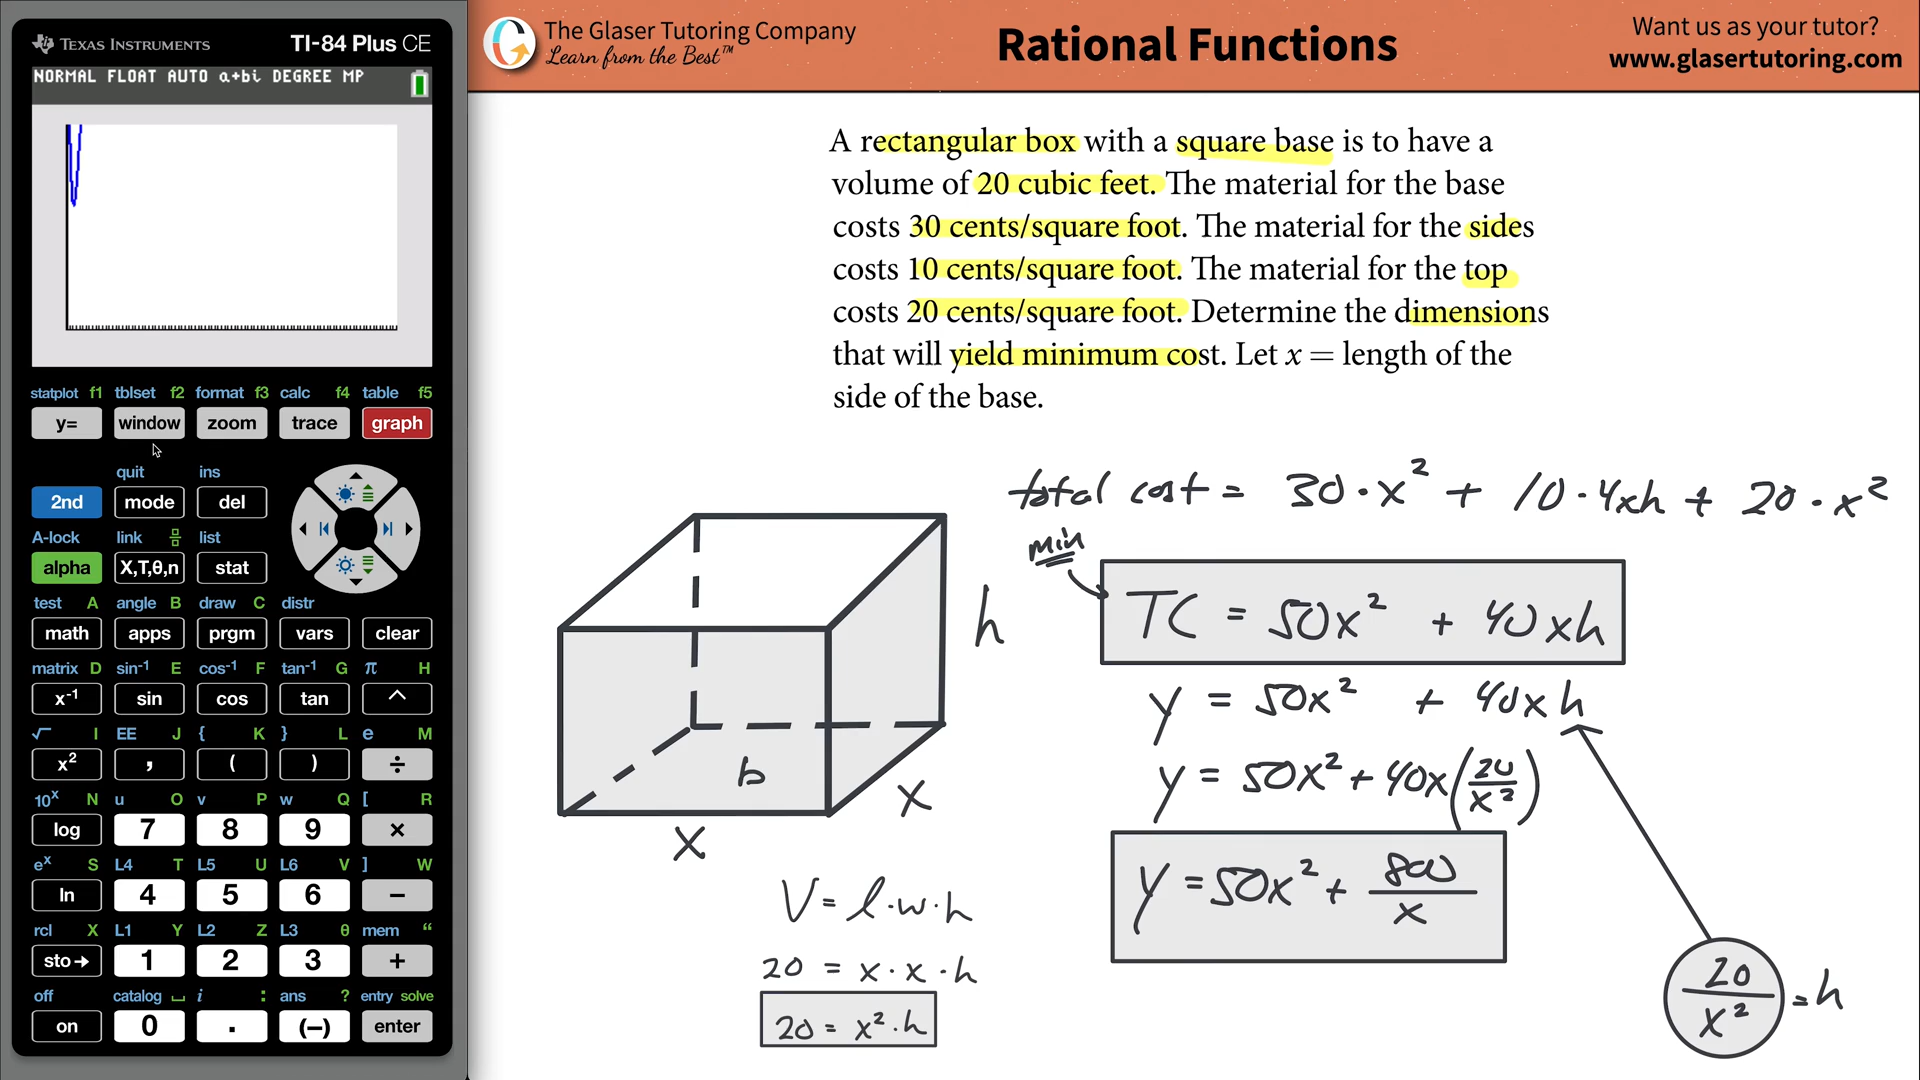 TEXAS INSTRUMENTS TI-84 Plus CE
NORMAL FLOAT AUTO a+bi DEGREE MP
statplot f1 tblset f2 format f3 calc f4 table f5
y= window zoom trace graph
quit ins
2nd mode del
A-lock link list
alpha X,T,θ,n stat
test A angle B draw C distr
math apps prgm vars clear
matrix D sin⁻¹ E cos⁻¹ F tan⁻¹ G π H
x⁻¹ sin cos tan ^
√ I EE J { K } L e M
x² , ( ) ÷
10ˣ N u O v P w Q [ R
log 7 8 9 ×
eˣ S L4 T L5 U L6 V ] W
ln 4 5 6 −
rcl X L1 Y L2 Z L3 θ mem “
sto→ 1 2 3 +
off catalog ⎵ i : ans ? entry solve
on 0 . (−) enter
The Glaser Tutoring Company
Learn from the Best™
Rational Functions
Want us as your tutor?
www.glasertutoring.com
A rectangular box with a square base is to have a
volume of 20 cubic feet. The material for the base
costs 30 cents/square foot. The material for the sides
costs 10 cents/square foot. The material for the top
costs 20 cents/square foot. Determine the dimensions
that will yield minimum cost. Let x = length of the
side of the base.
total cost = 30·x² + 10·4xh + 20·x²
min
TC = 50x² + 40xh
y = 50x² + 40xh
y = 50x² + 40x(20/x²)
y = 50x² + 800/x
20/x² = h
h
b
x
x
V = l·w·h
20 = x·x·h
20 = x²·h